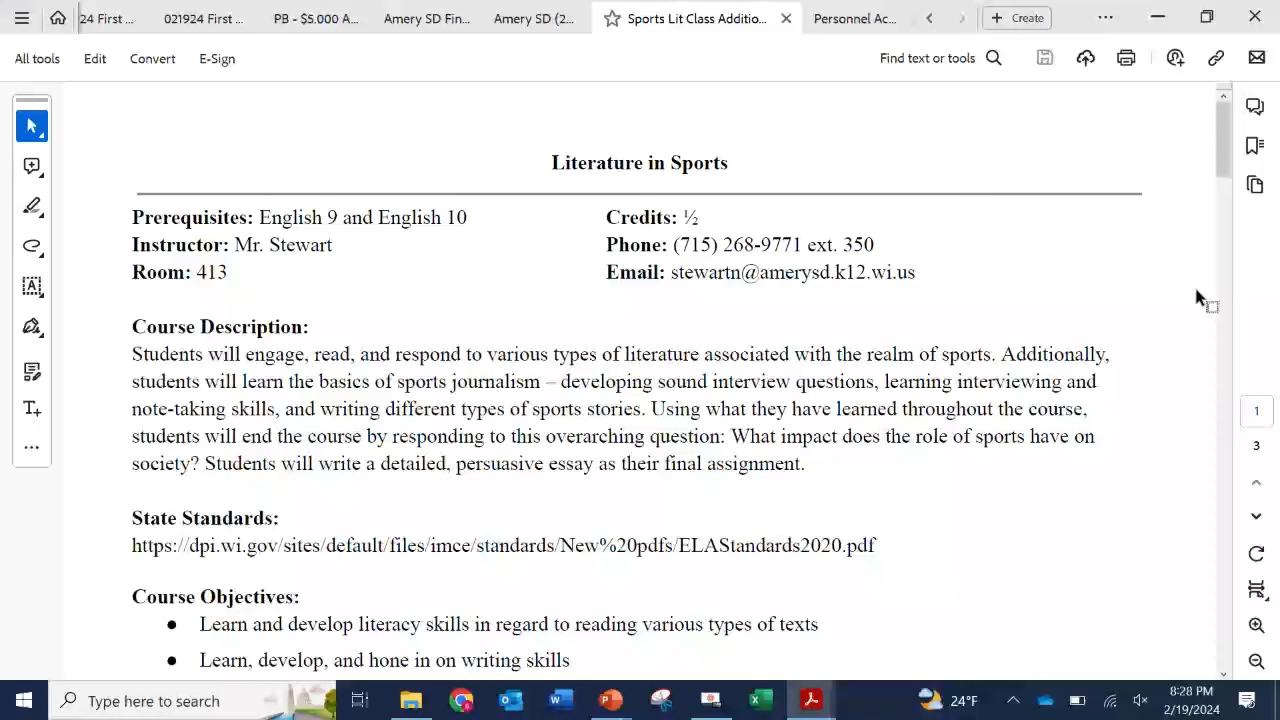 24 First ...
021924 First ...
PB - $5.000 A...
Amery SD Fin...
Amery SD (2...
Sports Lit Class Additio...
Personnel Ac...
Create
All tools
Edit
Convert
E-Sign
Find text or tools
Literature in Sports
Prerequisites: English 9 and English 10
Credits: ½
Instructor: Mr. Stewart
Phone: (715) 268-9771 ext. 350
Room: 413
Email: stewartn@amerysd.k12.wi.us
Course Description:
Students will engage, read, and respond to various types of literature associated with the realm of sports. Additionally,
students will learn the basics of sports journalism – developing sound interview questions, learning interviewing and
note-taking skills, and writing different types of sports stories. Using what they have learned throughout the course,
students will end the course by responding to this overarching question: What impact does the role of sports have on
society? Students will write a detailed, persuasive essay as their final assignment.
State Standards:
https://dpi.wi.gov/sites/default/files/imce/standards/New%20pdfs/ELAStandards2020.pdf
Course Objectives:
● Learn and develop literacy skills in regard to reading various types of texts
● Learn, develop, and hone in on writing skills
1
3
Type here to search
24°F
8:28 PM
2/19/2024